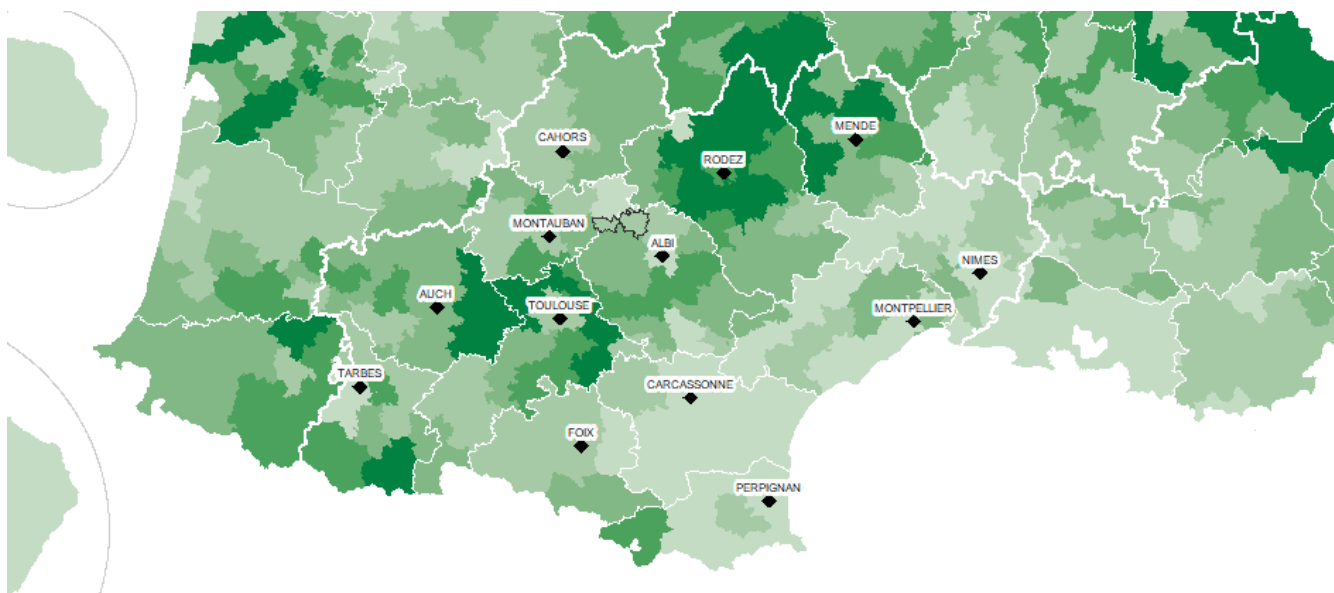 MENDE
CAHORS
RODEZ
MONTAUBAN
ALBI
NIMES
AUCH
TOULOUSE
MONTPELLIER
TARBES
CARCASSONNE
FOIX
PERPIGNAN